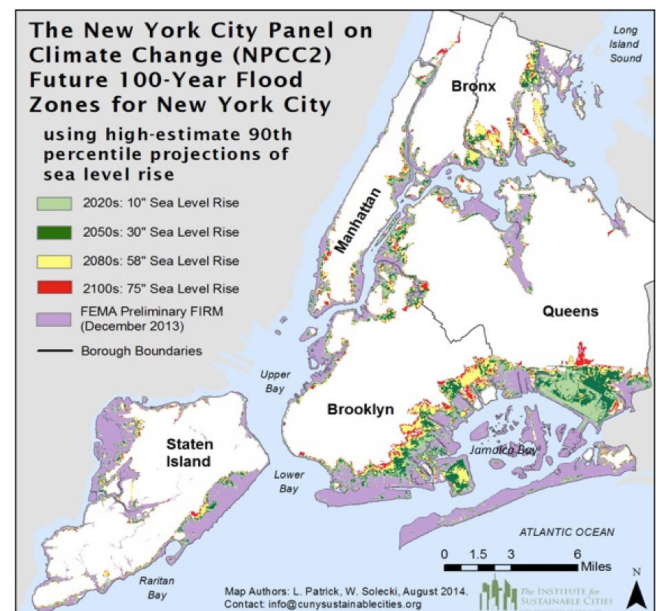 The New York City Panel on
Climate Change (NPCC2)
Future 100-Year Flood
Zones for New York City
using high-estimate 90th
percentile projections of
sea level rise
2020s: 10" Sea Level Rise
2050s: 30" Sea Level Rise
2080s: 58" Sea Level Rise
2100s: 75" Sea Level Rise
FEMA Preliminary FIRM
(December 2013)
Borough Boundaries
Long
Island
Sound
Bronx
Manhattan
Queens
Upper
Bay
Brooklyn
Staten
Island
Jamaica Bay
Lower
Bay
ATLANTIC OCEAN
0 1.5 3 6
Miles
Raritan
Bay
N
Map Authors: L. Patrick, W. Solecki, August 2014.
Contact: info@cunysustainablecities.org
The INSTITUTE for
SUSTAINABLE CITIES